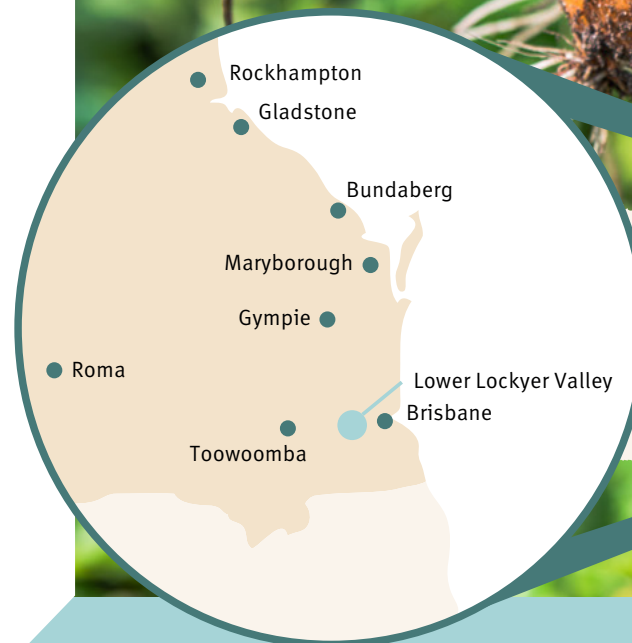 Rockhampton
Gladstone
Bundaberg
Maryborough
Gympie
Roma
Lower Lockyer Valley
Brisbane
Toowoomba